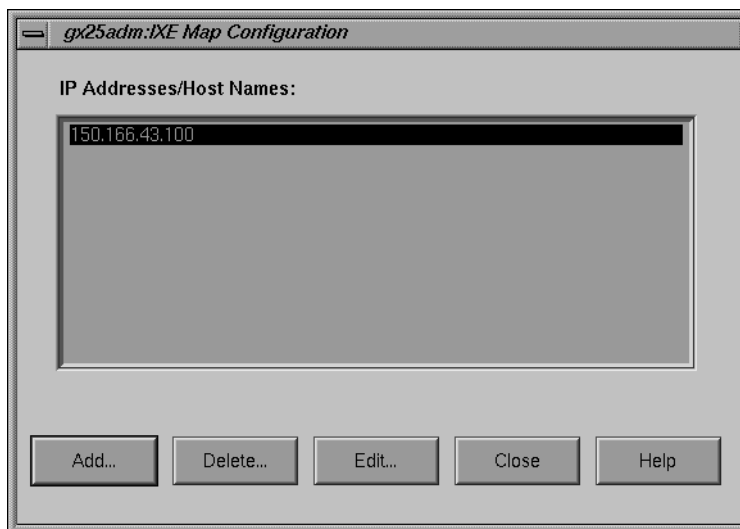 gx25adm:IXE Map Configuration
IP Addresses/Host Names:
150.166.43.100
Add... Delete... Edit... Close Help